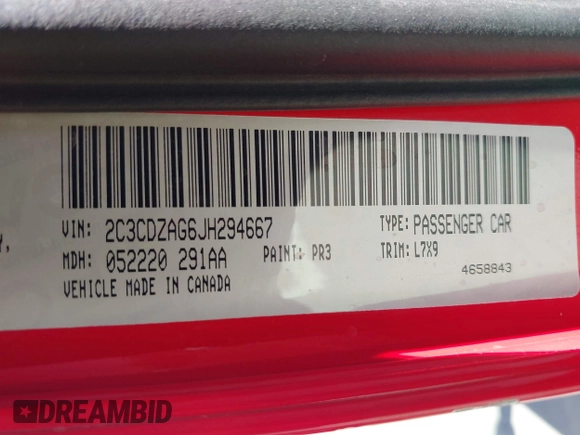 VIN: 2C3CDZAG6JH294667 TYPE: PASSENGER CAR
MDH: 052220 291AA PAINT: PR3 TRIM: L7X9
VEHICLE MADE IN CANADA 4658843
Y,
DREAMBID